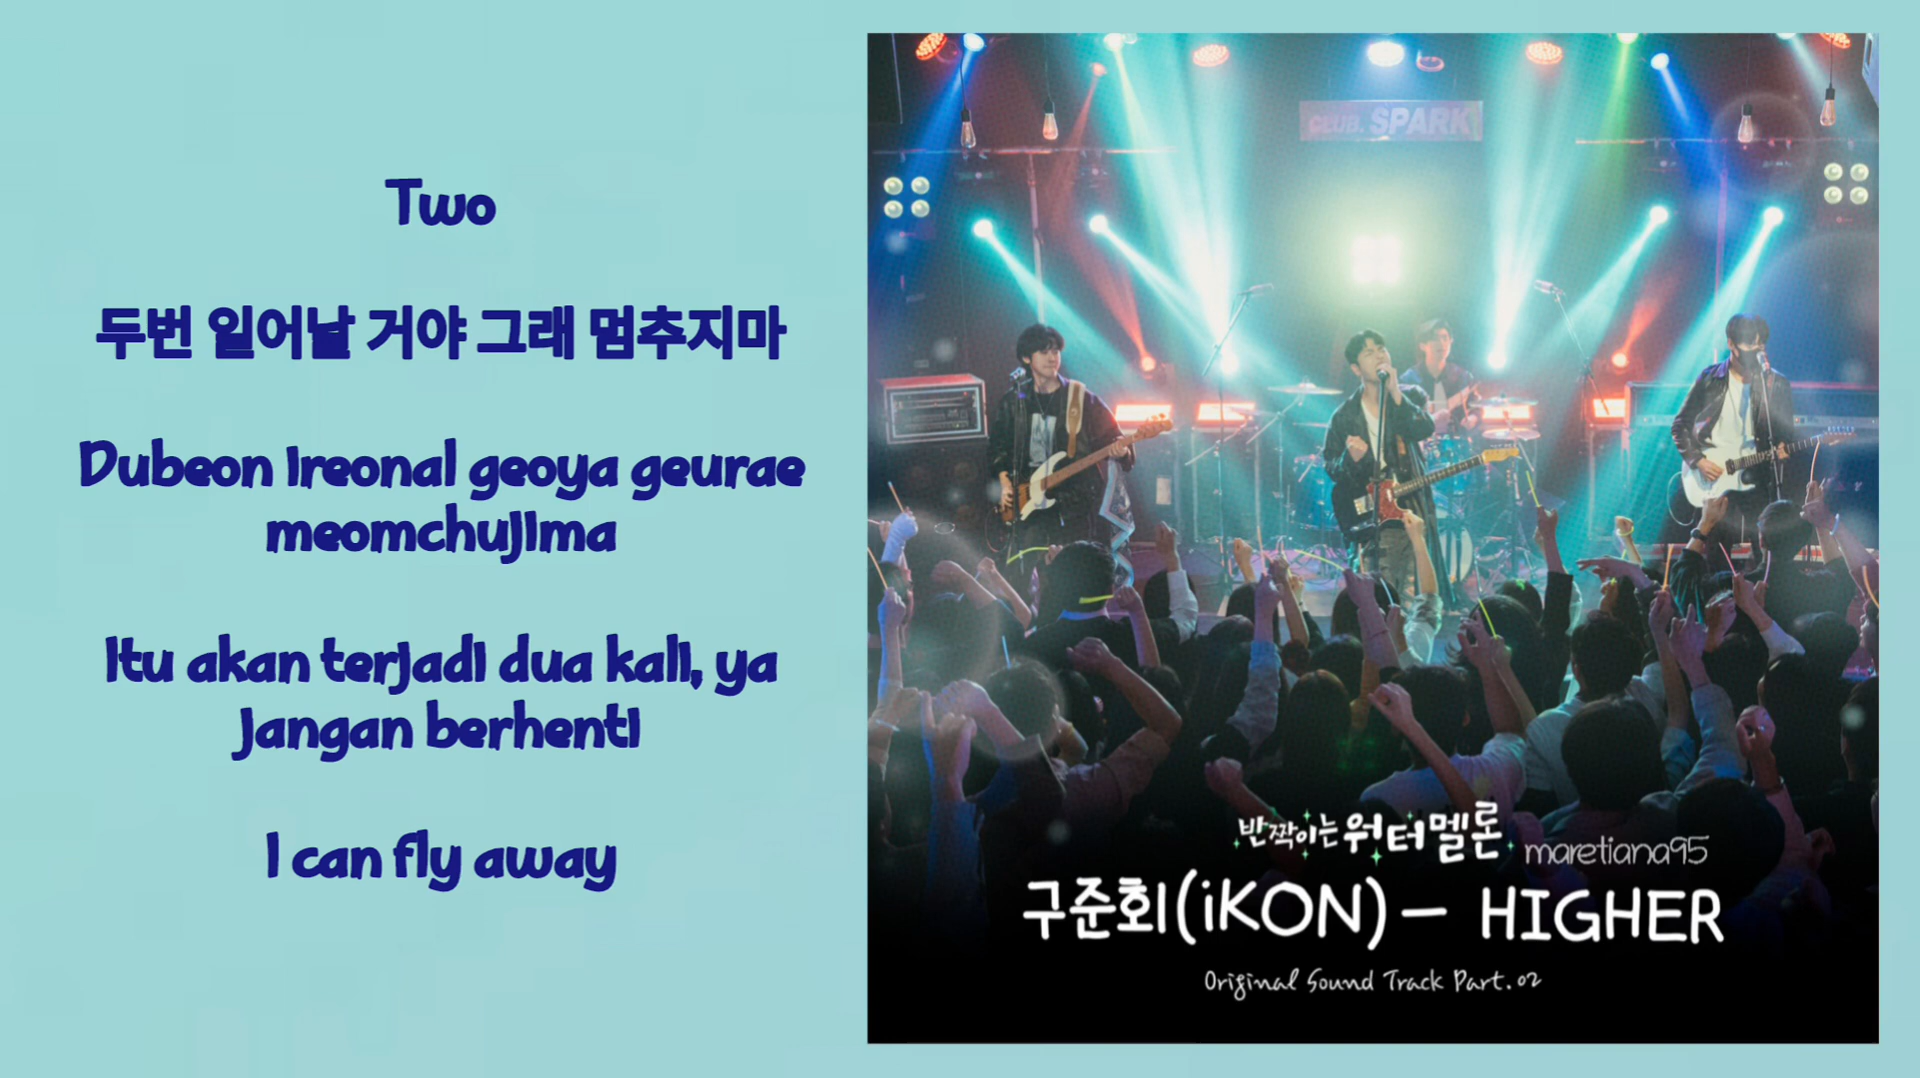 Two
두번 일어날 거야 그래 멈추지마
Dubeon ireonal geoya geurae
meomchujima
Itu akan terjadi dua kali, ya
jangan berhenti
I can fly away
CLUB. SPARK
반짝이는 워터멜론
maretiana95
구준회(iKON) – HIGHER
Original Sound Track Part.02